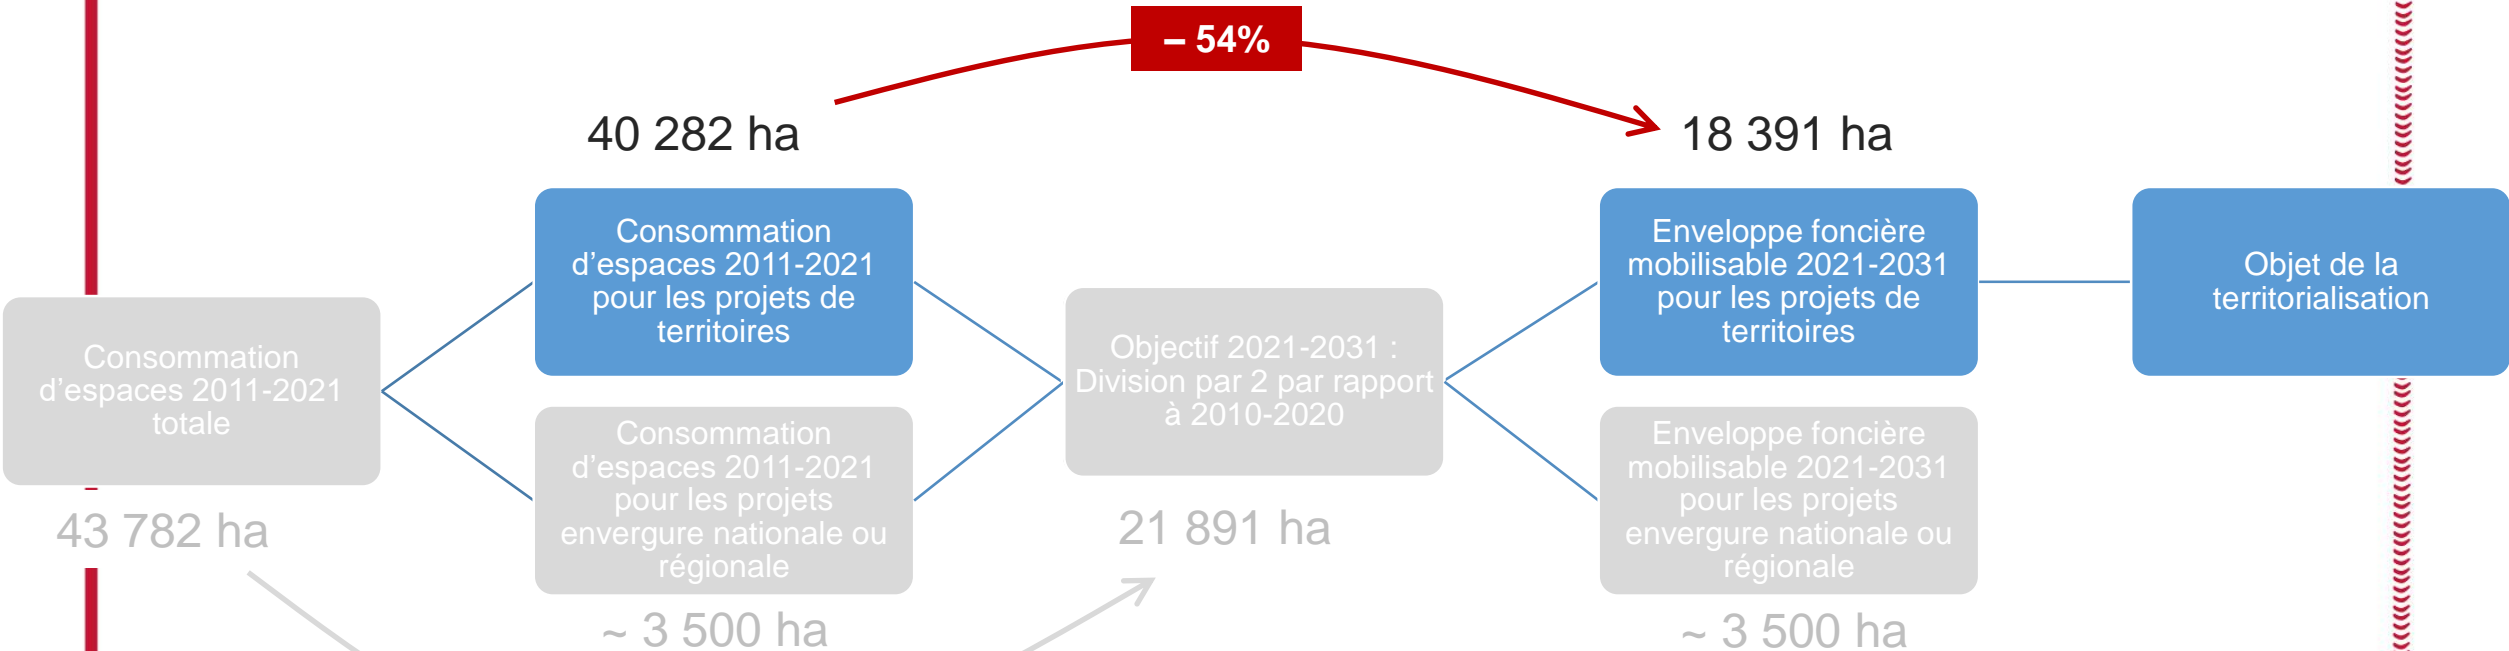 – 54%
40 282 ha
18 391 ha
Consommation
d’espaces 2011-2021
pour les projets de
territoires
Enveloppe foncière
mobilisable 2021-2031
pour les projets de
territoires
Objet de la
territorialisation
Consommation
d’espaces 2011-2021
totale
43 782 ha
Objectif 2021-2031 :
Division par 2 par rapport
à 2010-2020
21 891 ha
Consommation
d’espaces 2011-2021
pour les projets
envergure nationale ou
régionale
~ 3 500 ha
Enveloppe foncière
mobilisable 2021-2031
pour les projets
envergure nationale ou
régionale
~ 3 500 ha